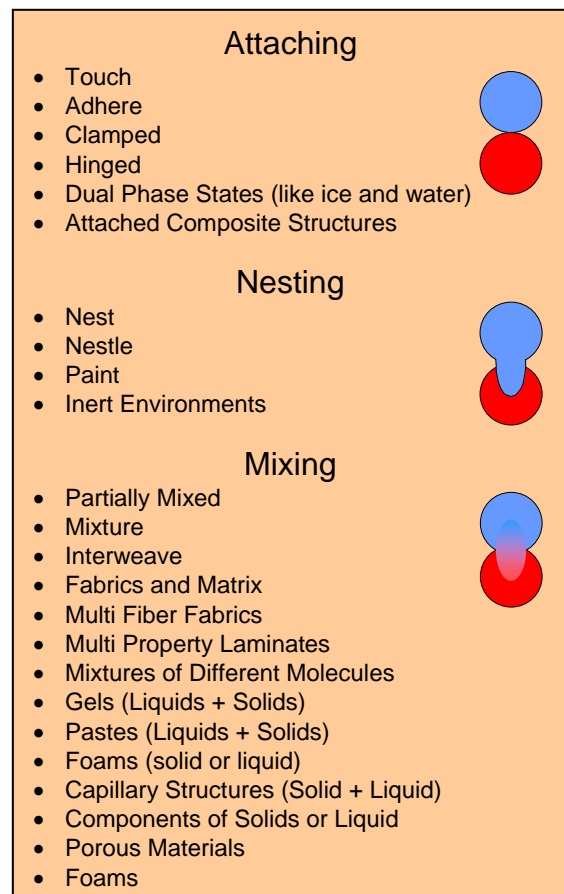 Attaching
• Touch
• Adhere
• Clamped
• Hinged
• Dual Phase States (like ice and water)
• Attached Composite Structures
Nesting
• Nest
• Nestle
• Paint
• Inert Environments
Mixing
• Partially Mixed
• Mixture
• Interweave
• Fabrics and Matrix
• Multi Fiber Fabrics
• Multi Property Laminates
• Mixtures of Different Molecules
• Gels (Liquids + Solids)
• Pastes (Liquids + Solids)
• Foams (solid or liquid)
• Capillary Structures (Solid + Liquid)
• Components of Solids or Liquid
• Porous Materials
• Foams